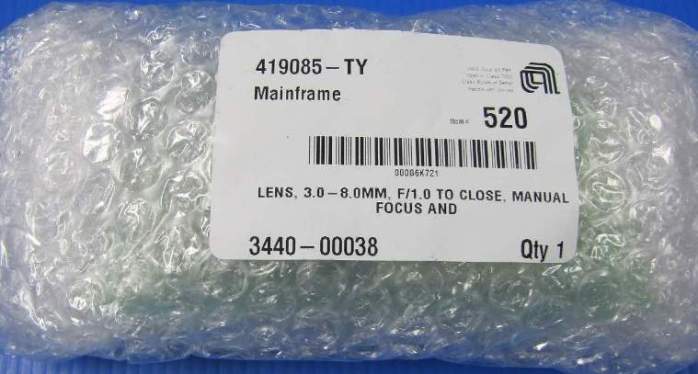 419085-TY
Mainframe
520
00006K721
LENS, 3.0-8.0MM, F/1.0 TO CLOSE, MANUAL
FOCUS AND
3440-00038
Qty 1